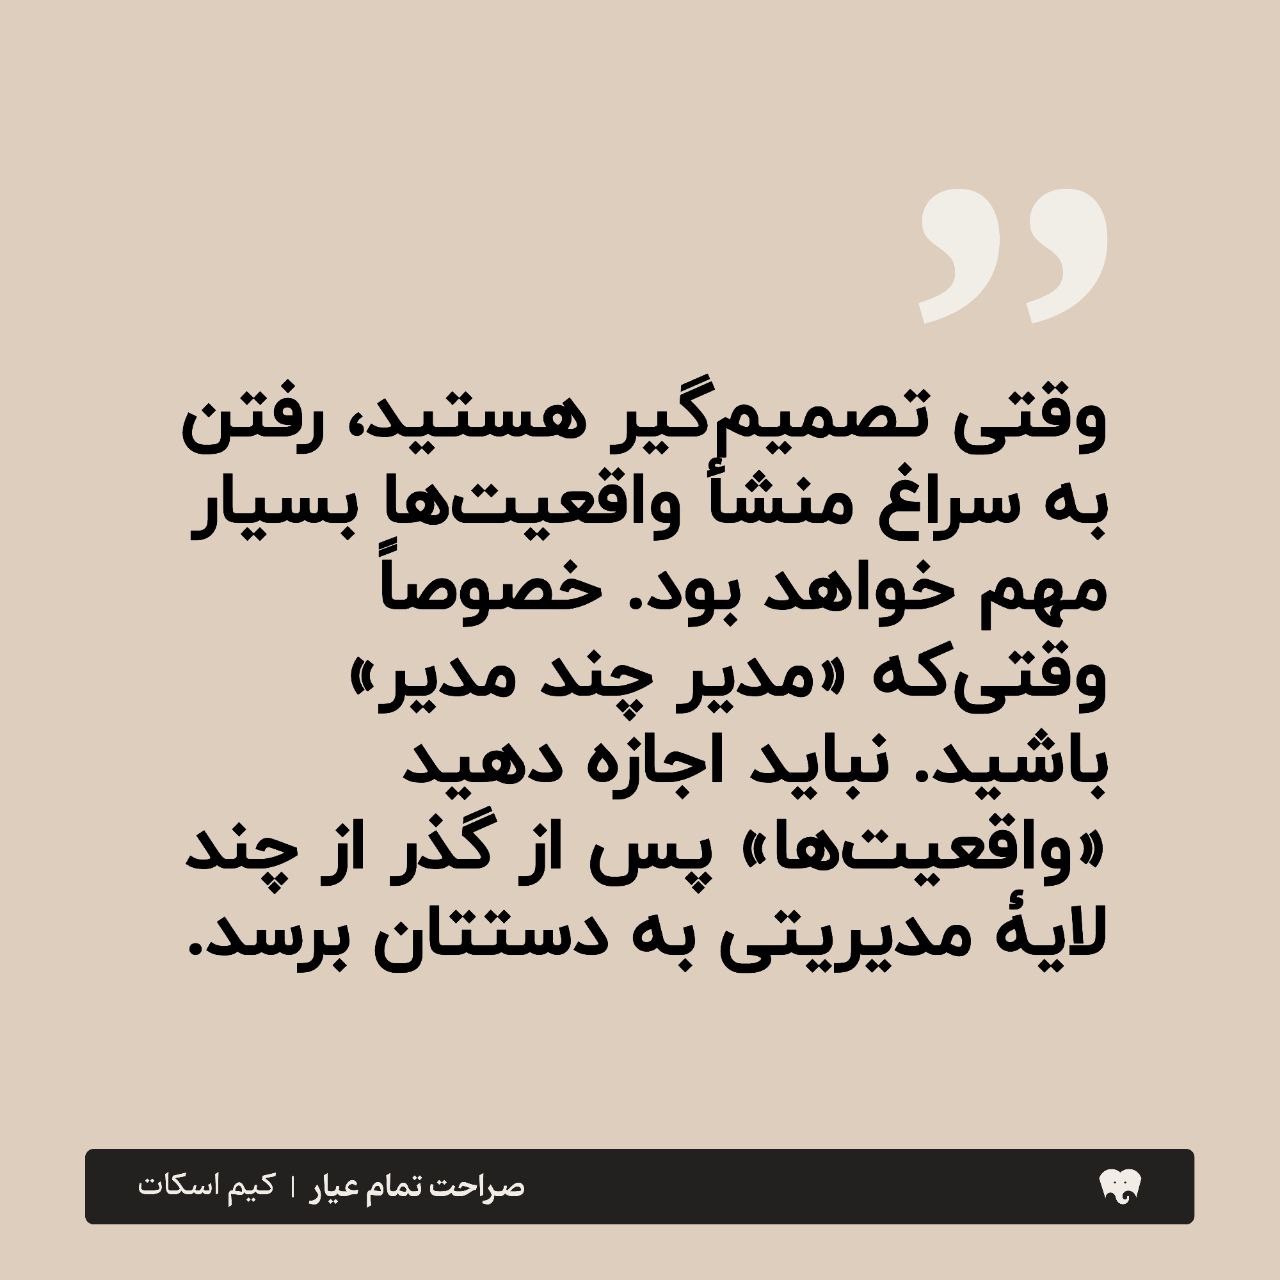 وقتی تصمیم‌گیر هستید، رفتن
به سراغ منشأ واقعیت‌ها بسیار
مهم خواهد بود. خصوصاً
وقتی‌که «مدیر چند مدیر»
باشید. نباید اجازه دهید
«واقعیت‌ها» پس از گذر از چند
لایهٔ مدیریتی به دستتان برسد.
صراحت تمام عیار | کیم اسکات